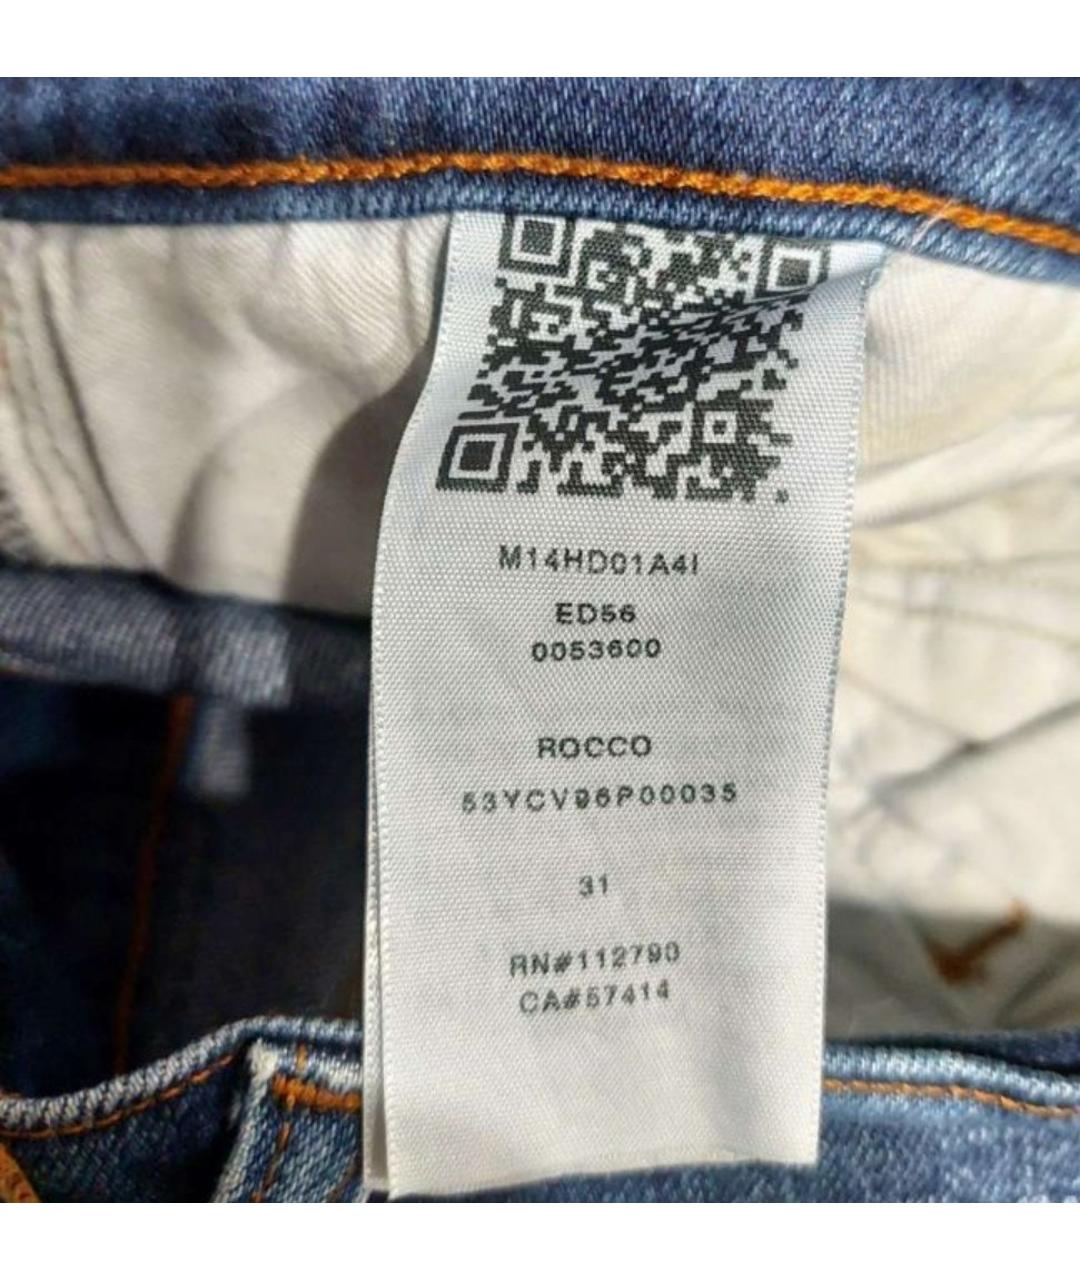 M14HD01A4I
ED56
0053600
ROCCO
53YCV96P00035
31
RN#112790
CA#57414